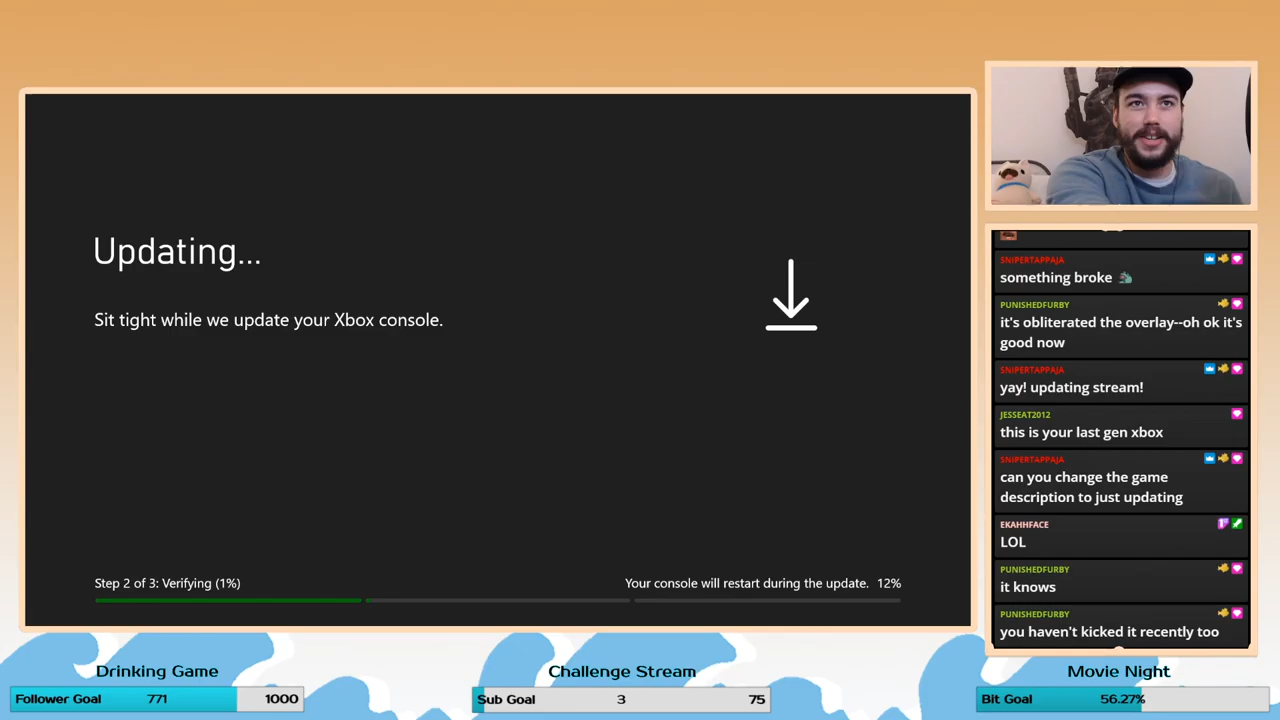 Updating...
Sit tight while we update your Xbox console.
Step 2 of 3: Verifying (1%)
Your console will restart during the update. 12%
SNIPERTAPPAJA
something broke
PUNISHEDFURBY
it's obliterated the overlay--oh ok it's
good now
SNIPERTAPPAJA
yay! updating stream!
JESSEAT2012
this is your last gen xbox
SNIPERTAPPAJA
can you change the game
description to just updating
EKAHHFACE
LOL
PUNISHEDFURBY
it knows
PUNISHEDFURBY
you haven't kicked it recently too
Drinking Game
Follower Goal 771 1000
Challenge Stream
Sub Goal 3 75
Movie Night
Bit Goal 56.27%